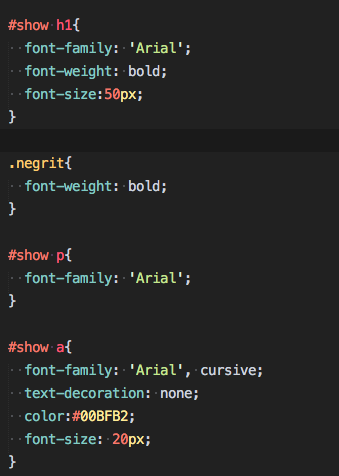 #show h1{
font-family: 'Arial';
font-weight: bold;
font-size:50px;
}
.negrit{
font-weight: bold;
}
#show p{
font-family: 'Arial';
}
#show a{
font-family: 'Arial', cursive;
text-decoration: none;
color:#00BFB2;
font-size: 20px;
}